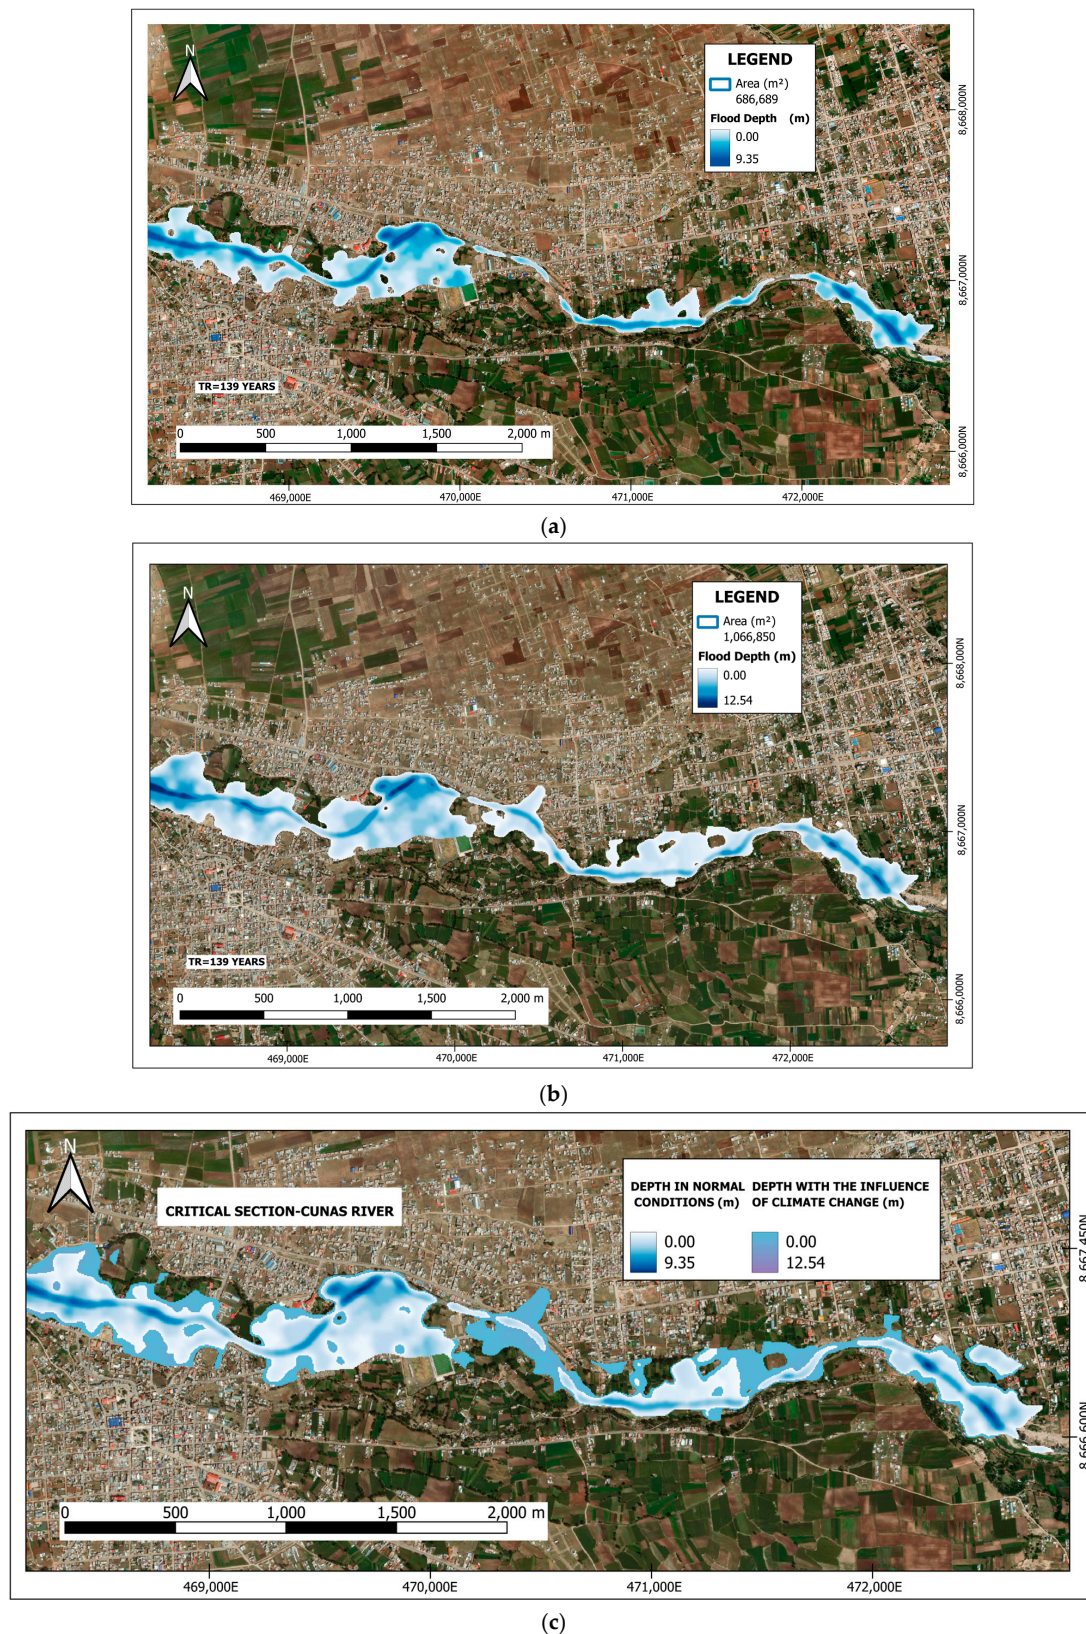 N
LEGEND
Area (m²)
686,689
Flood Depth (m)
0.00
9.35
8,668,000N
8,667,000N
8,666,000N
TR=139 YEARS
0 500 1,000 1,500 2,000 m
469,000E 470,000E 471,000E 472,000E
(a)
N
LEGEND
Area (m²)
1,066,850
Flood Depth (m)
0.00
12.54
8,668,000N
8,667,000N
8,666,000N
TR=139 YEARS
0 500 1,000 1,500 2,000 m
469,000E 470,000E 471,000E 472,000E
(b)
N
CRITICAL SECTION-CUNAS RIVER
DEPTH IN NORMAL DEPTH WITH THE INFLUENCE
CONDITIONS (m) OF CLIMATE CHANGE (m)
0.00 0.00
9.35 12.54
8,667,450N
8,666,600N
0 500 1,000 1,500 2,000 m
469,000E 470,000E 471,000E 472,000E
(c)